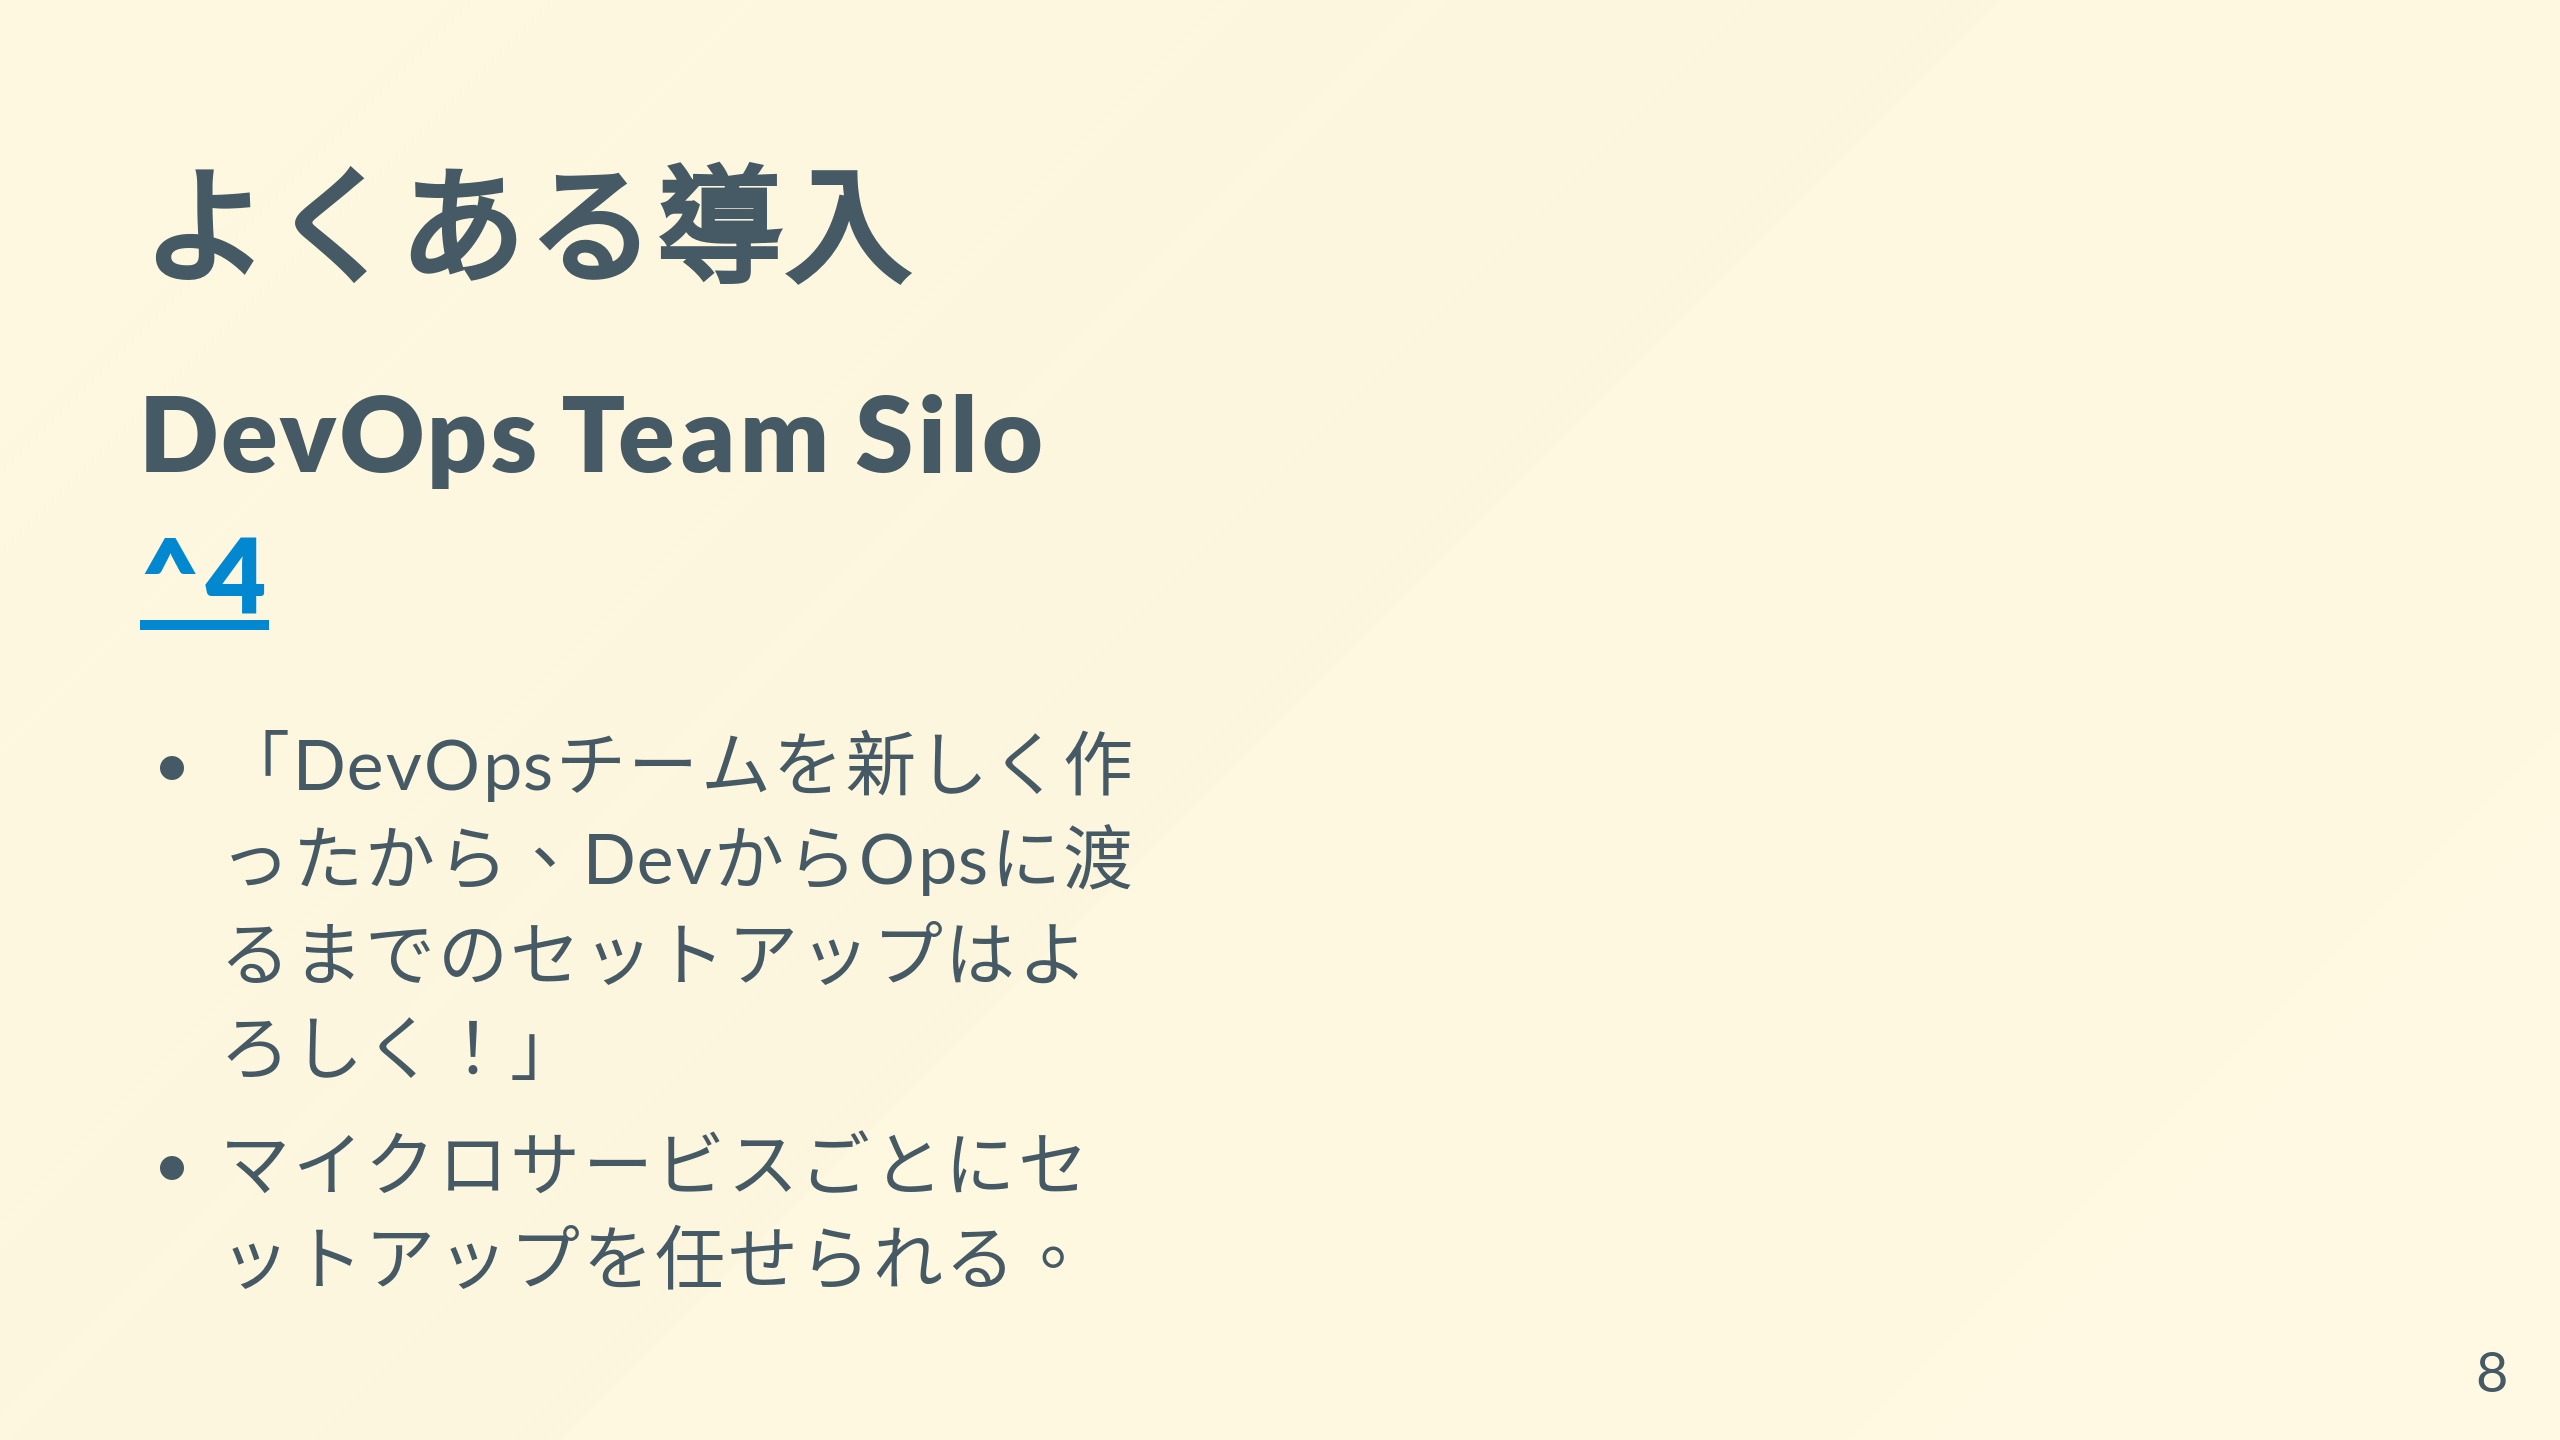 よくある導入
DevOps Team Silo
^4
• 「DevOpsチームを新しく作
ったから、DevからOpsに渡
るまでのセットアップはよ
ろしく！」
• マイクロサービスごとにセ
ットアップを任せられる。
8